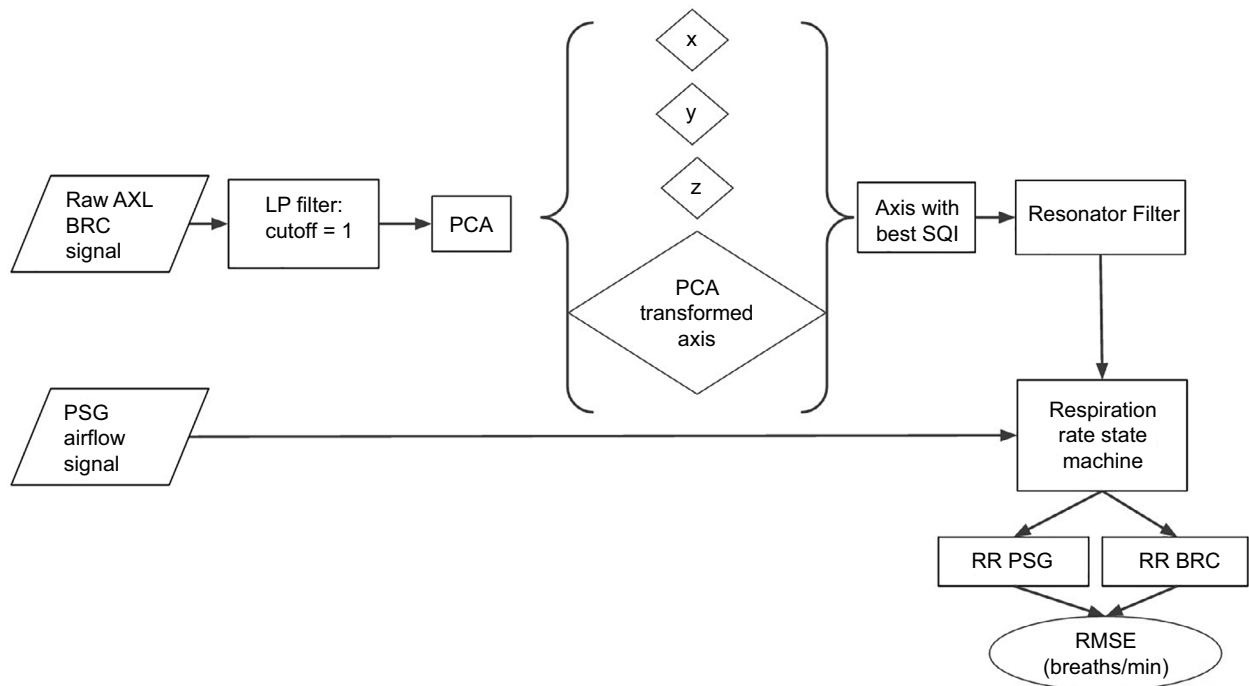 x
y
z
PCA
transformed
axis
Raw AXL
BRC
signal
LP filter:
cutoff = 1
PCA
Axis with
best SQI
Resonator Filter
PSG
airflow
signal
Respiration
rate state
machine
RR PSG
RR BRC
RMSE
(breaths/min)